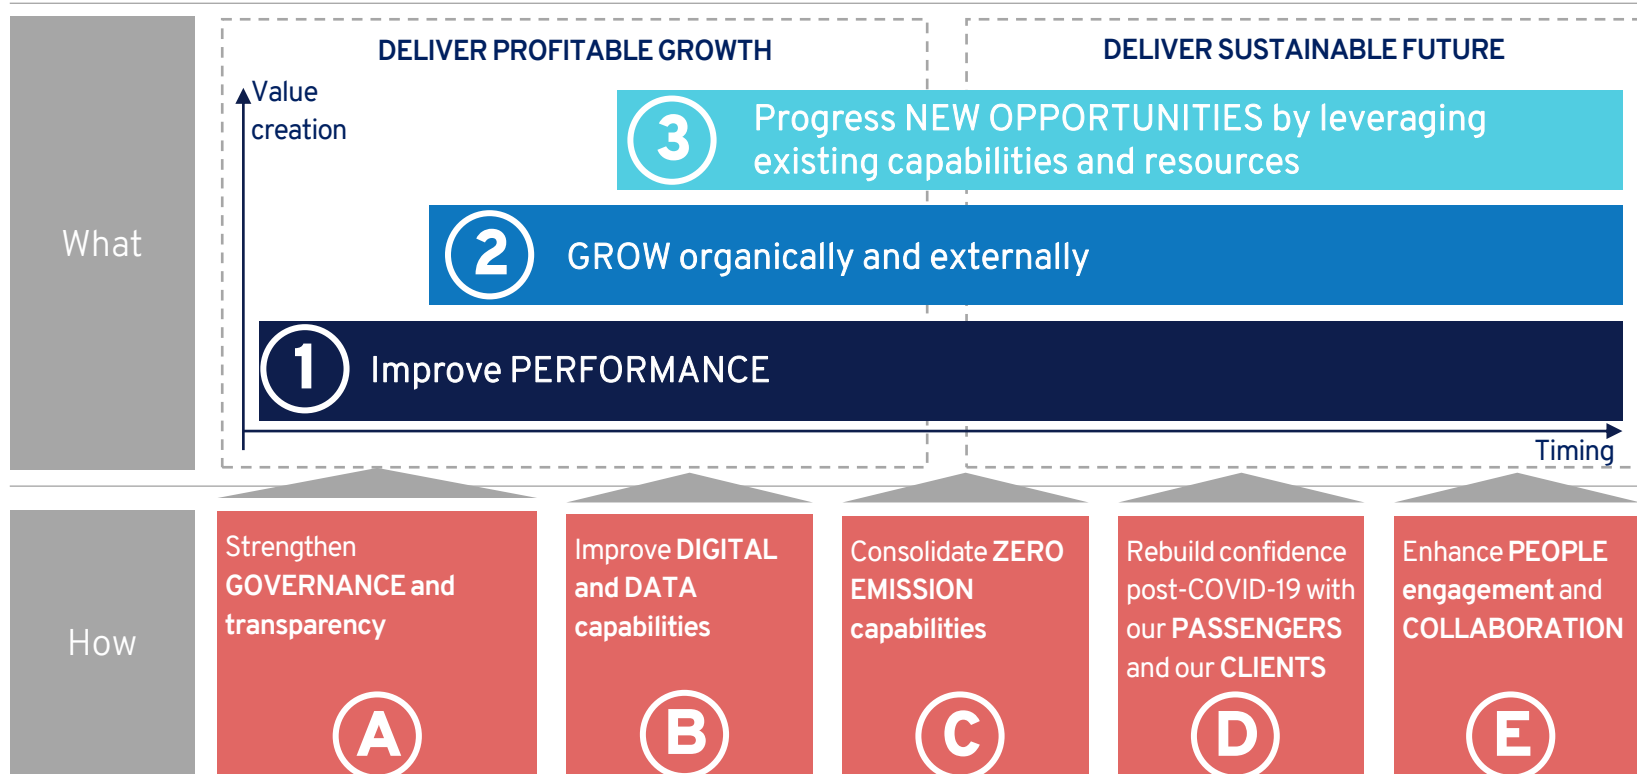 What
DELIVER PROFITABLE GROWTH
DELIVER SUSTAINABLE FUTURE
Value
creation
3
Progress NEW OPPORTUNITIES by leveraging
existing capabilities and resources
2
GROW organically and externally
1
Improve PERFORMANCE
Timing
How
Strengthen
GOVERNANCE and
transparency
A
Improve DIGITAL
and DATA
capabilities
B
Consolidate ZERO
EMISSION
capabilities
C
Rebuild confidence
post-COVID-19 with
our PASSENGERS
and our CLIENTS
D
Enhance PEOPLE
engagement and
COLLABORATION
E